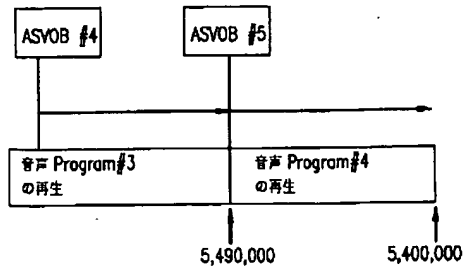 ASVOB #4
ASVOB #5
音声 Program#3
の再生
音声 Program#4
の再生
5,490,000
5,400,000